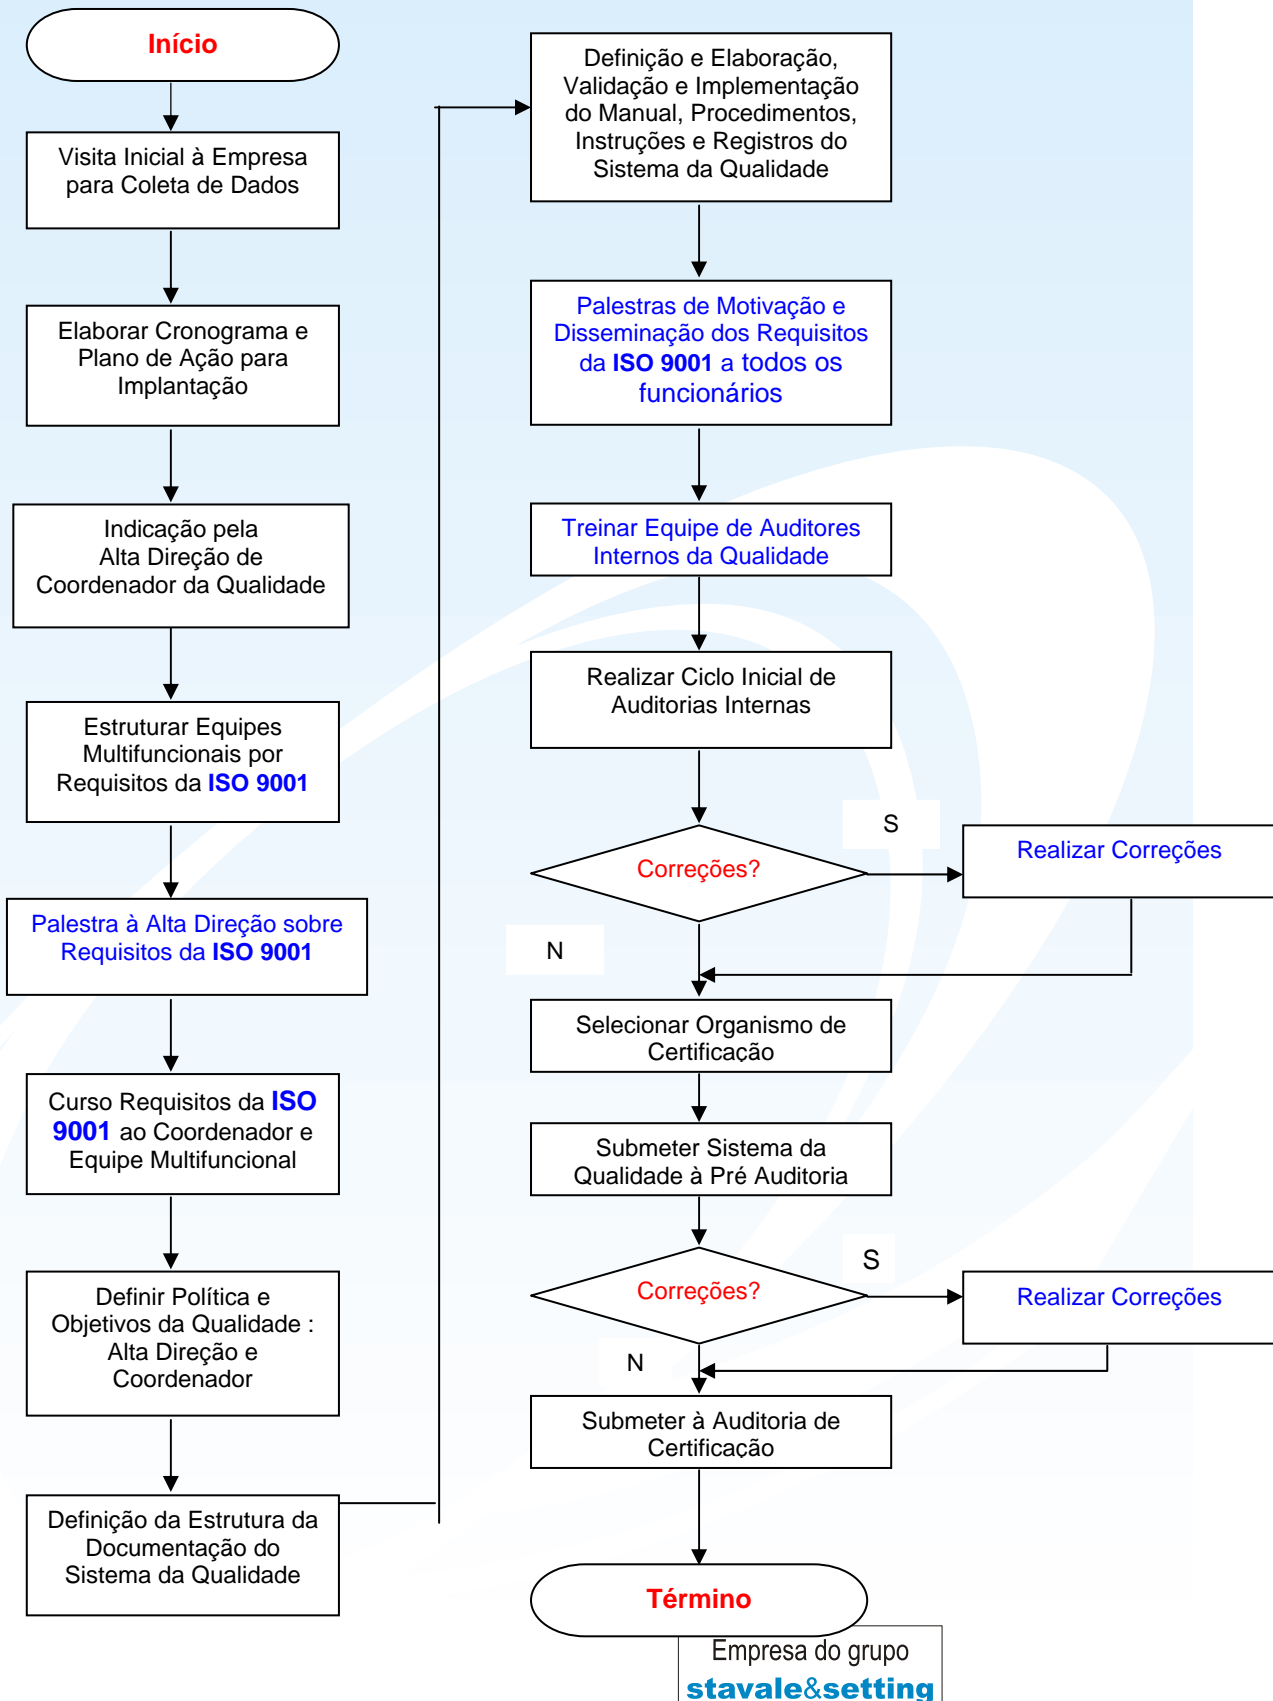 Início
Visita Inicial à Empresa
para Coleta de Dados
Elaborar Cronograma e
Plano de Ação para
Implantação
Indicação pela
Alta Direção de
Coordenador da Qualidade
Estruturar Equipes
Multifuncionais por
Requisitos da ISO 9001
Palestra à Alta Direção sobre
Requisitos da ISO 9001
Curso Requisitos da ISO
9001 ao Coordenador e
Equipe Multifuncional
Definir Política e
Objetivos da Qualidade :
Alta Direção e
Coordenador
Definição da Estrutura da
Documentação do
Sistema da Qualidade
Definição e Elaboração,
Validação e Implementação
do Manual, Procedimentos,
Instruções e Registros do
Sistema da Qualidade
Palestras de Motivação e
Disseminação dos Requisitos
da ISO 9001 a todos os
funcionários
Treinar Equipe de Auditores
Internos da Qualidade
Realizar Ciclo Inicial de
Auditorias Internas
Correções?
S
Realizar Correções
N
Selecionar Organismo de
Certificação
Submeter Sistema da
Qualidade à Pré Auditoria
Correções?
S
Realizar Correções
N
Submeter à Auditoria de
Certificação
Término
Empresa do grupo
stavale&setting